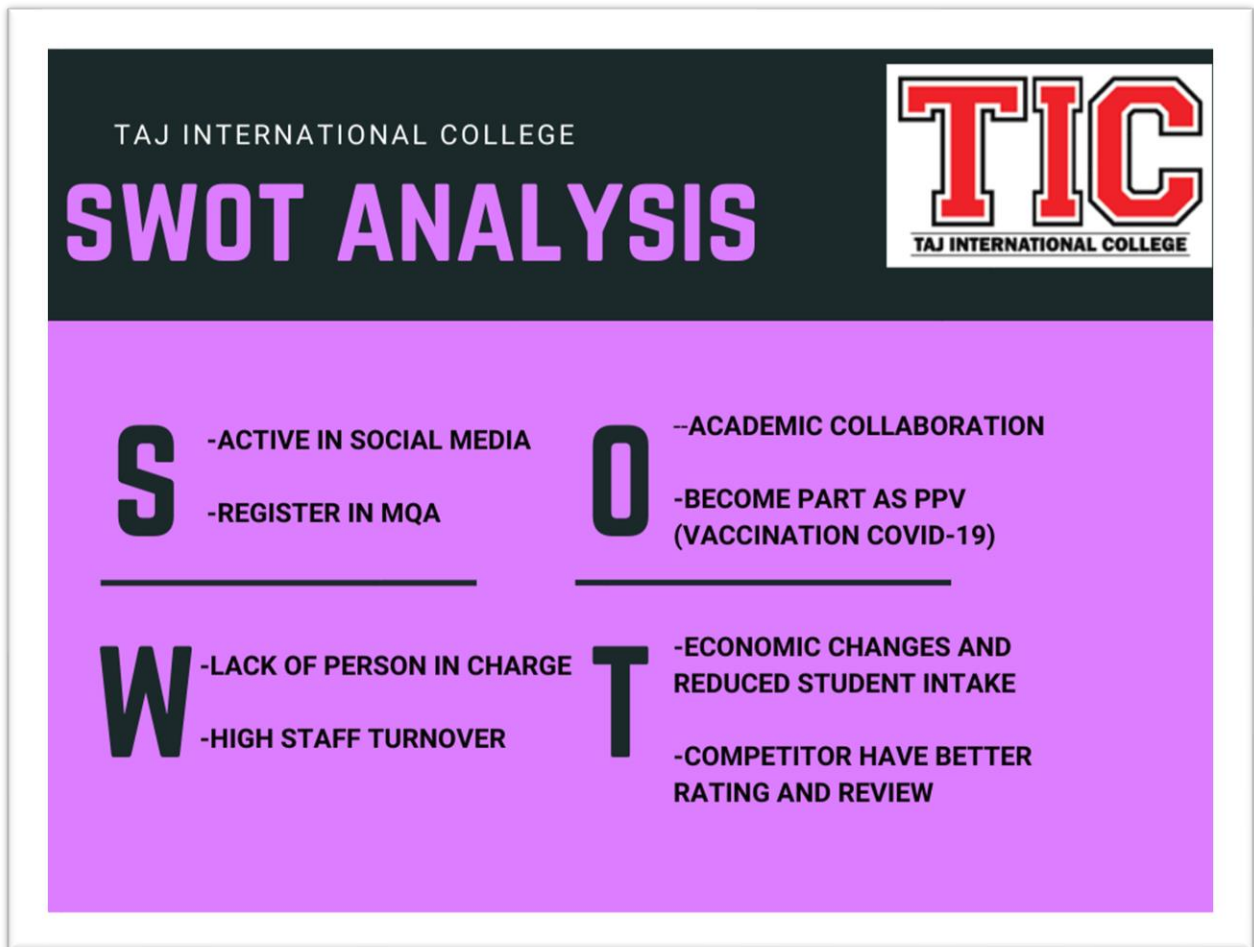 TAJ INTERNATIONAL COLLEGE
SWOT ANALYSIS
TIC
TAJ INTERNATIONAL COLLEGE
S
-ACTIVE IN SOCIAL MEDIA
-REGISTER IN MQA
O
--ACADEMIC COLLABORATION
-BECOME PART AS PPV
(VACCINATION COVID-19)
W
-LACK OF PERSON IN CHARGE
-HIGH STAFF TURNOVER
T
-ECONOMIC CHANGES AND
REDUCED STUDENT INTAKE
-COMPETITOR HAVE BETTER
RATING AND REVIEW